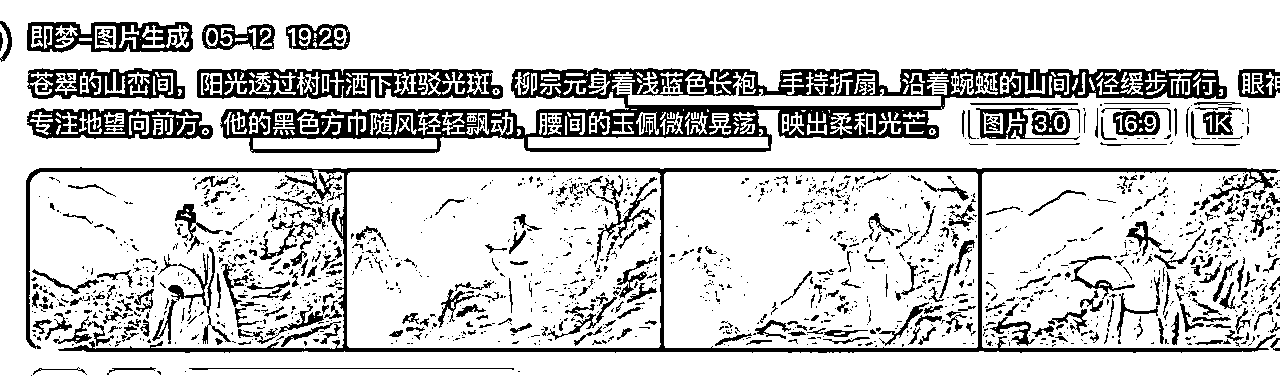 即梦-图片生成 05-12 19:29
苍翠的山峦间，阳光透过树叶洒下斑驳光斑。柳宗元身着浅蓝色长袍，手持折扇，沿着蜿蜒的山间小径缓步而行，眼神
专注地望向前方。他的黑色方巾随风轻轻飘动，腰间的玉佩微微晃荡，映出柔和光芒。 图片 3.0 16:9 1K